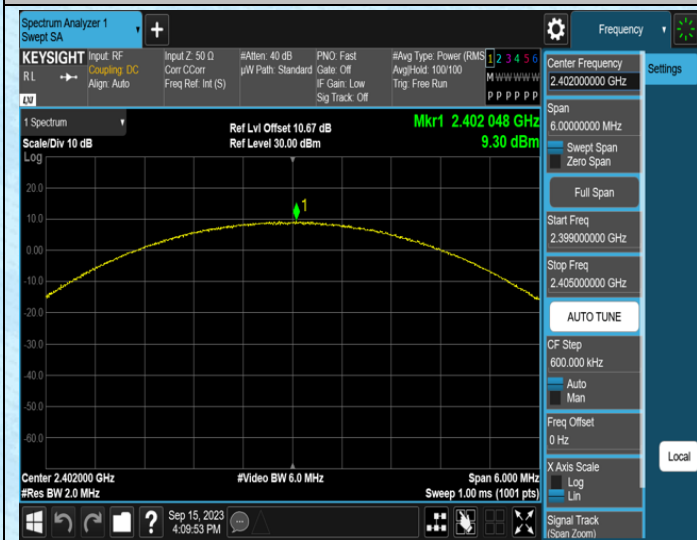 Spectrum Analyzer 1
Swept SA
+
Frequency
KEYSIGHT
RL
LXI
Input: RF
Coupling: DC
Align: Auto
Input Z: 50 Ω
Corr CCorr
Freq Ref: Int (S)
#Atten: 40 dB
µW Path: Standard
PNO: Fast
Gate: Off
IF Gain: Low
Sig Track: Off
#Avg Type: Power (RMS
Avg|Hold: 100/100
Trig: Free Run
1 2 3 4 5 6
M W W W W W
P P P P P P
1 Spectrum
Scale/Div 10 dB
Log
Ref Lvl Offset 10.67 dB
Ref Level 30.00 dBm
Mkr1 2.402 048 GHz
9.30 dBm
1
20.0
10.0
0.00
-10.0
-20.0
-30.0
-40.0
-50.0
-60.0
Center 2.402000 GHz
#Res BW 2.0 MHz
#Video BW 6.0 MHz
Span 6.000 MHz
Sweep 1.00 ms (1001 pts)
?
Sep 15, 2023
4:09:53 PM
Center Frequency
2.402000000 GHz
Settings
Span
6.00000000 MHz
Swept Span
Zero Span
Full Span
Start Freq
2.399000000 GHz
Stop Freq
2.405000000 GHz
AUTO TUNE
CF Step
600.000 kHz
Auto
Man
Freq Offset
0 Hz
Local
X Axis Scale
Log
Lin
Signal Track
(Span Zoom)